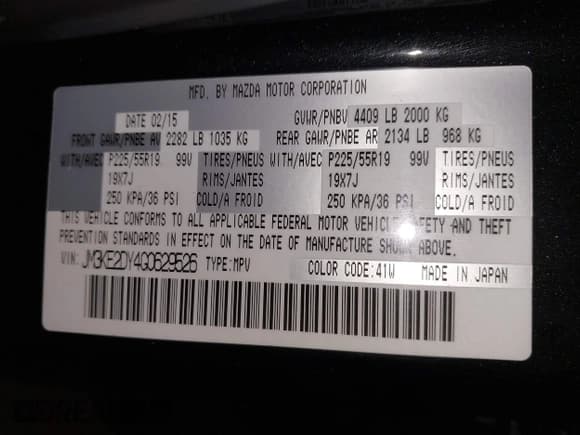 MFD. BY MAZDA MOTOR CORPORATION
DATE 02/15 GVWR/PNBV 4409 LB 2000 KG
FRONT GAWR/PNBE AV 2282 LB 1035 KG REAR GAWR/PNBE AR 2134 LB 968 KG
WITH/AVEC P225/55R19 99V TIRES/PNEUS WITH/AVEC P225/55R19 99V TIRES/PNEUS
19X7J RIMS/JANTES 19X7J RIMS/JANTES
250 KPA/36 PSI COLD/A FROID 250 KPA/36 PSI COLD/A FROID
THIS VEHICLE CONFORMS TO ALL APPLICABLE FEDERAL MOTOR VEHICLE SAFETY AND THEFT
PREVENTION STANDARDS IN EFFECT ON THE DATE OF MANUFACTURE SHOWN ABOVE.
VIN: JM3KE2DY4G0629526 TYPE:MPV COLOR CODE:41W MADE IN JAPAN